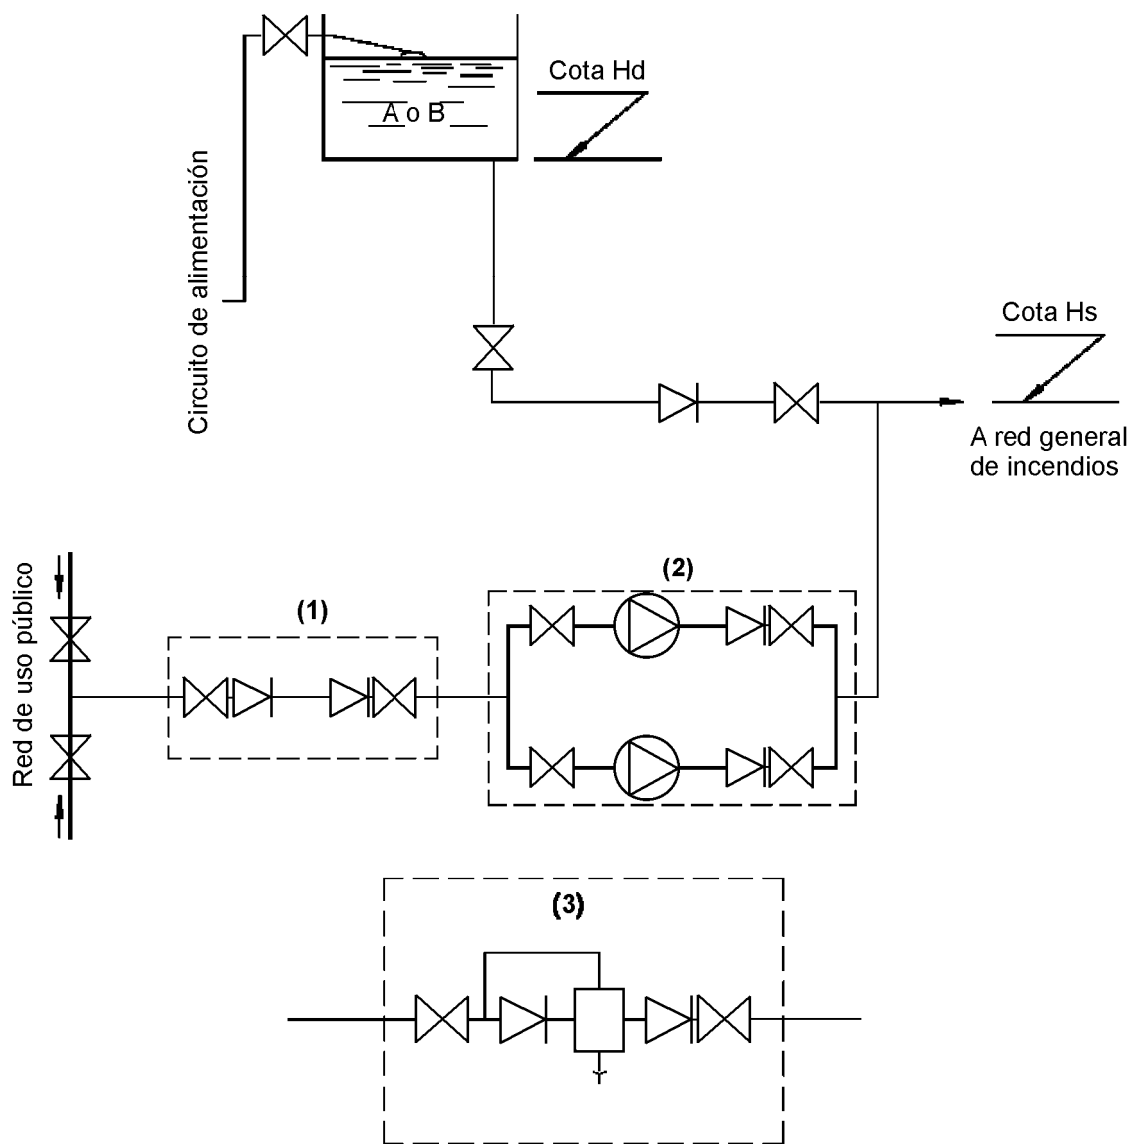 Cota Hd
A o B
Circuito de alimentación
Cota Hs
A red general
de incendios
Red de uso público
(1)
(2)
(3)